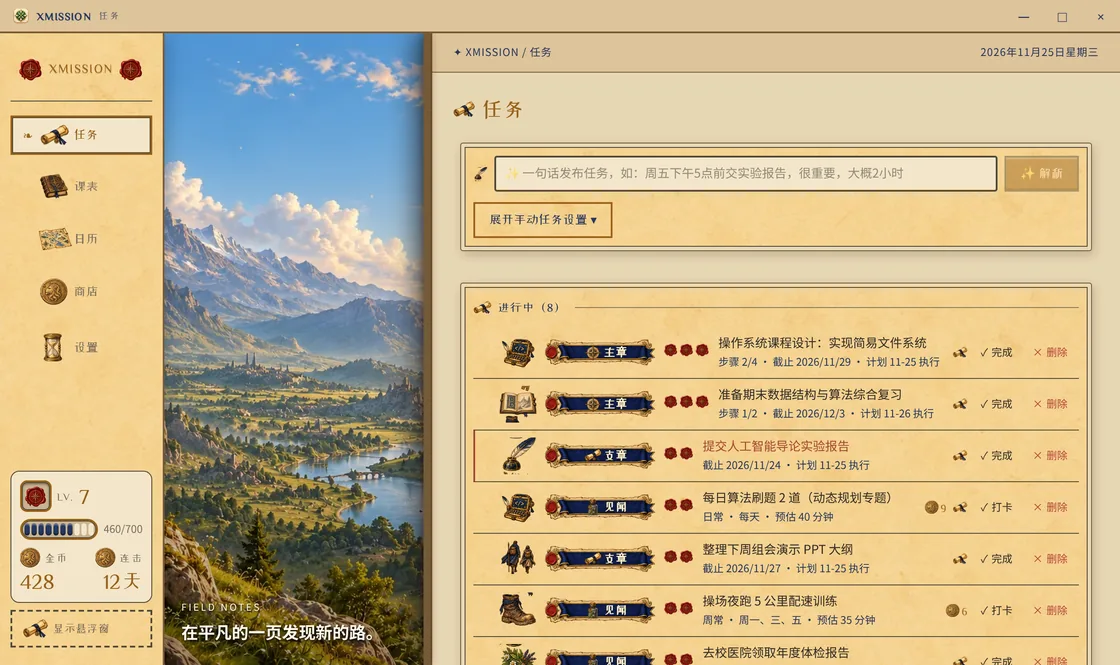 XMISSION 任务
XMISSION
任务
课表
日历
商店
设置
LV. 7
460/700
金币
连击
428
12天
显示悬浮窗
FIELD NOTES
在平凡的一页发现新的路。
✦ XMISSION / 任务
2026年11月25日星期三
任务
✨ 一句话发布任务，如：周五下午5点前交实验报告，很重要，大概2小时
✨ 解析
展开手动任务设置 ▾
进行中（8）
主章
操作系统课程设计：实现简易文件系统
步骤 2/4 · 截止 2026/11/29 · 计划 11-25 执行
✓ 完成
✕ 删除
主章
准备期末数据结构与算法综合复习
步骤 1/2 · 截止 2026/12/3 · 计划 11-26 执行
✓ 完成
✕ 删除
支章
提交人工智能导论实验报告
截止 2026/11/24 · 计划 11-25 执行
✓ 完成
✕ 删除
见闻
每日算法刷题 2 道（动态规划专题）
日常 · 每天 · 预估 40 分钟
9
✓ 打卡
✕ 删除
支章
整理下周组会演示 PPT 大纲
截止 2026/11/27 · 计划 11-25 执行
✓ 完成
✕ 删除
见闻
操场夜跑 5 公里配速训练
周常 · 周一、三、五 · 预估 35 分钟
6
✓ 打卡
✕ 删除
见闻
去校医院领取年度体检报告
✓ 完成
✕ 删除